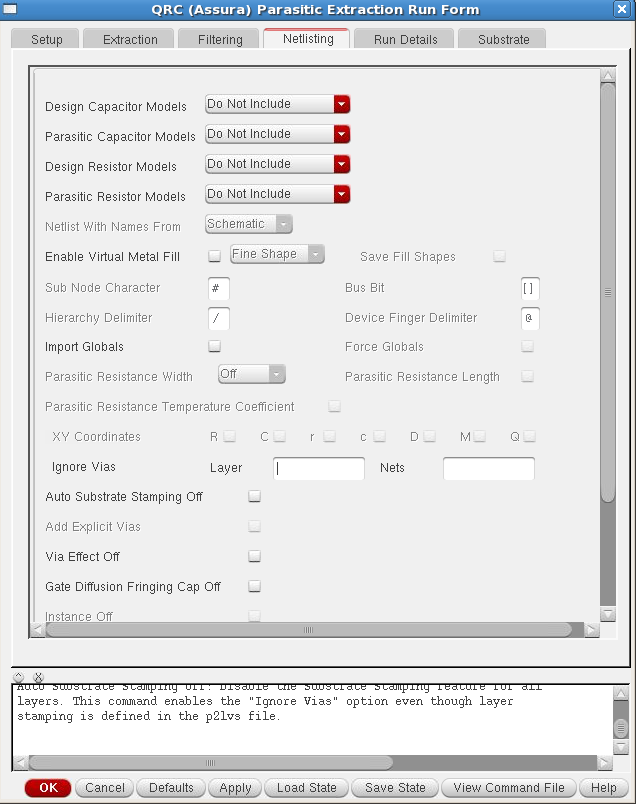 QRC (Assura) Parasitic Extraction Run Form
Setup Extraction Filtering Netlisting Run Details Substrate
Design Capacitor Models Do Not Include
Parasitic Capacitor Models Do Not Include
Design Resistor Models Do Not Include
Parasitic Resistor Models Do Not Include
Netlist With Names From Schematic
Enable Virtual Metal Fill Fine Shape Save Fill Shapes
Sub Node Character # Bus Bit []
Hierarchy Delimiter / Device Finger Delimiter @
Import Globals Force Globals
Parasitic Resistance Width Off Parasitic Resistance Length
Parasitic Resistance Temperature Coefficient
XY Coordinates R C r c D M Q
Ignore Vias Layer Nets
Auto Substrate Stamping Off
Add Explicit Vias
Via Effect Off
Gate Diffusion Fringing Cap Off
Instance Off
Auto Substrate Stamping Off: Disable the Substrate Stamping feature for all
layers. This command enables the "Ignore Vias" option even though layer
stamping is defined in the p2lvs file.
OK Cancel Defaults Apply Load State Save State View Command File Help